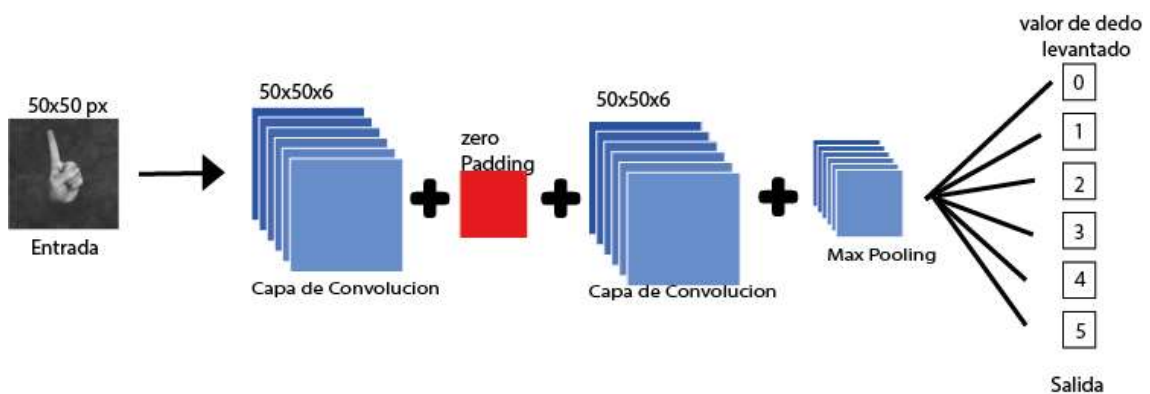 50x50 px
Entrada
50x50x6
Capa de Convolucion
zero
Padding
50x50x6
Capa de Convolucion
Max Pooling
valor de dedo
levantado
0
1
2
3
4
5
Salida